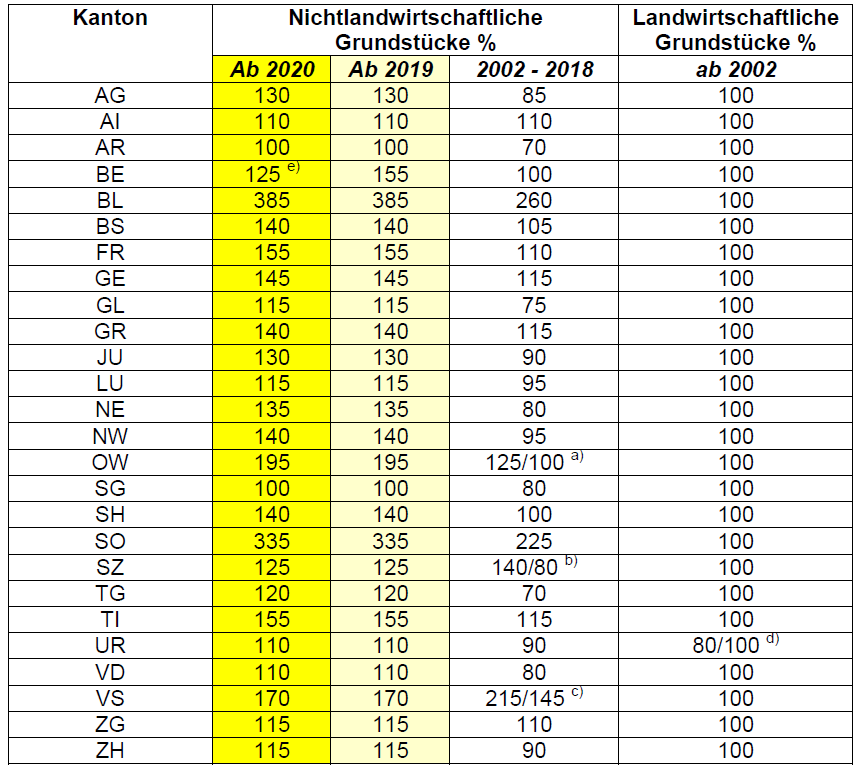 Kanton Nichtlandwirtschaftliche Grundstücke % Landwirtschaftliche Grundstücke %
Ab 2020 Ab 2019 2002 - 2018 ab 2002
AG 130 130 85 100
AI 110 110 110 100
AR 100 100 70 100
BE 125 e) 155 100 100
BL 385 385 260 100
BS 140 140 105 100
FR 155 155 110 100
GE 145 145 115 100
GL 115 115 75 100
GR 140 140 115 100
JU 130 130 90 100
LU 115 115 95 100
NE 135 135 80 100
NW 140 140 95 100
OW 195 195 125/100 a) 100
SG 100 100 80 100
SH 140 140 100 100
SO 335 335 225 100
SZ 125 125 140/80 b) 100
TG 120 120 70 100
TI 155 155 115 100
UR 110 110 90 80/100 d)
VD 110 110 80 100
VS 170 170 215/145 c) 100
ZG 115 115 110 100
ZH 115 115 90 100